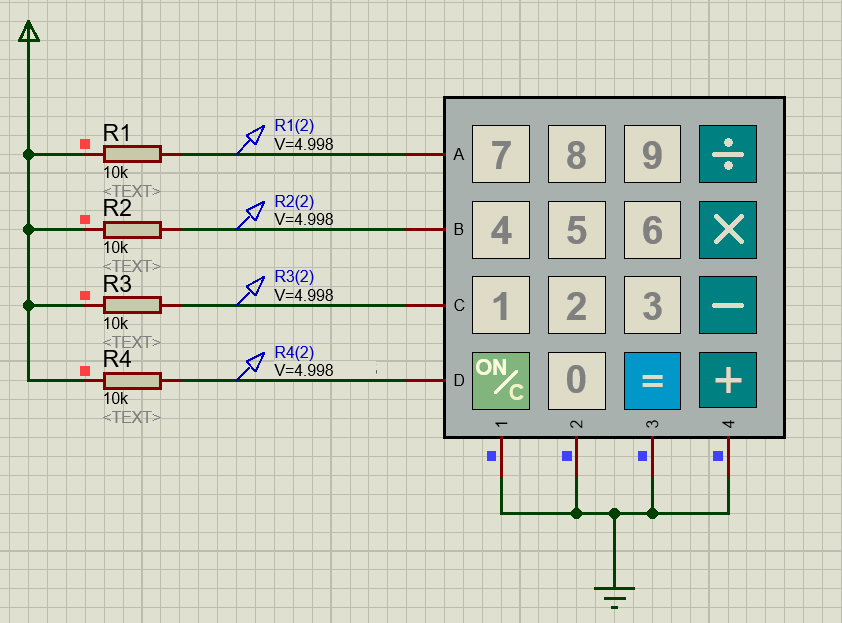 R1
10k
<TEXT>
R1(2)
V=4.998
R2
10k
<TEXT>
R2(2)
V=4.998
R3
10k
<TEXT>
R3(2)
V=4.998
R4
10k
<TEXT>
R4(2)
V=4.998
A 7 8 9 ÷
B 4 5 6 ×
C 1 2 3 −
D ON/C 0 = +
1 2 3 4